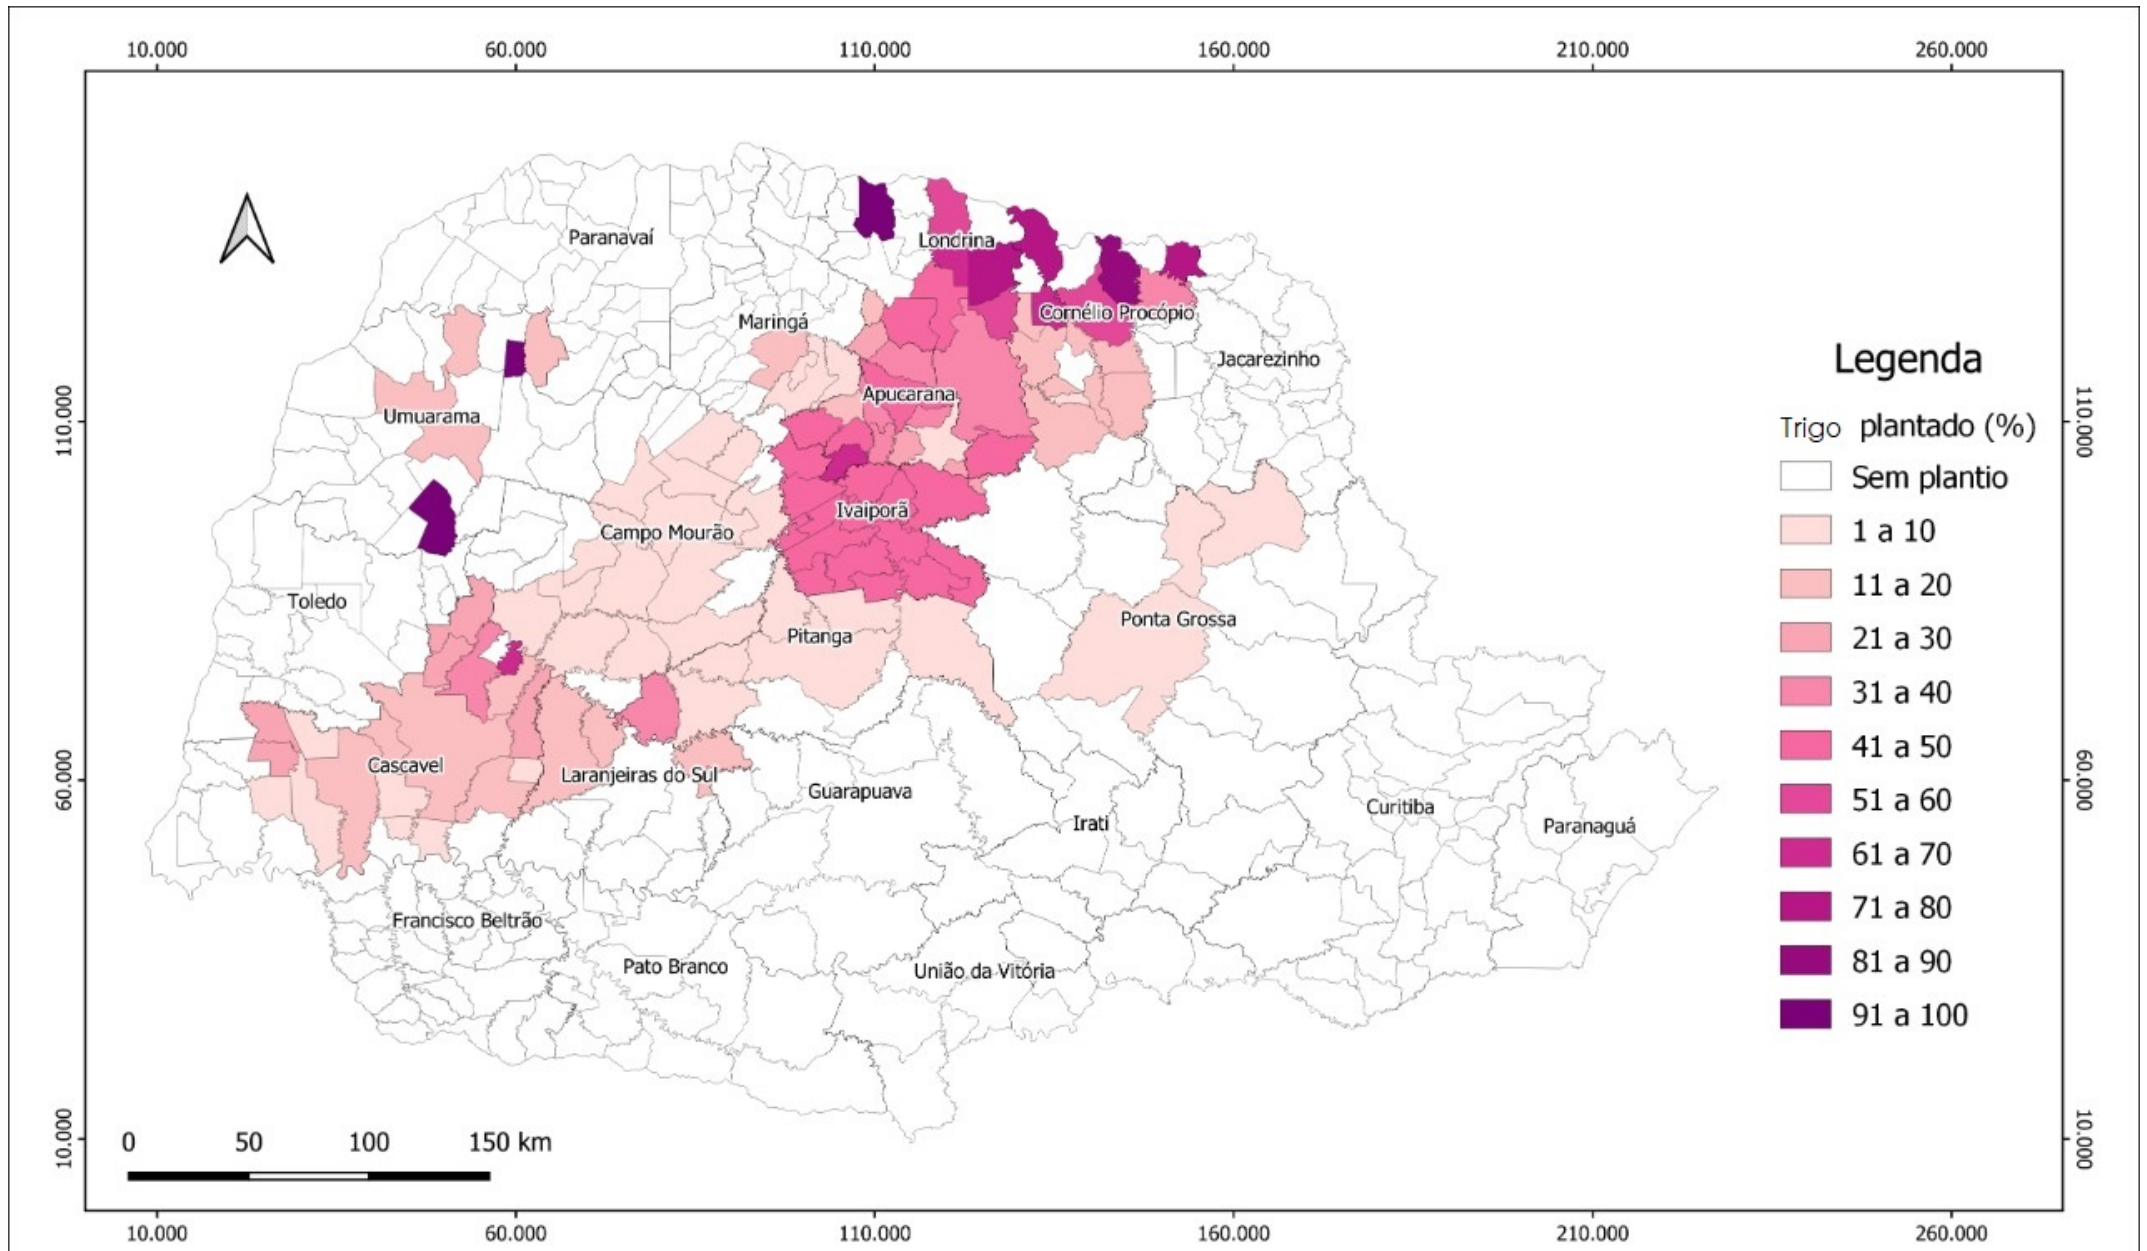 10.000 60.000 110.000 160.000 210.000 260.000
Paranavaí
Londrina
Cornélio Procópio
Maringá
Jacarezinho
Legenda
Apucarana
110.000
Umuarama
110.000
Trigo plantado (%)
Sem plantio
Ivaiporã
Campo Mourão
1 a 10
11 a 20
Toledo
Ponta Grossa
Pitanga
21 a 30
31 a 40
41 a 50
Cascavel
Laranjeiras do Sul
60.000
60.000
Guarapuava
51 a 60
Curitiba
Irati
Paranaguá
61 a 70
71 a 80
Francisco Beltrão
81 a 90
Pato Branco
União da Vitória
91 a 100
10.000
10.000
0 50 100 150 km
10.000 60.000 110.000 160.000 210.000 260.000